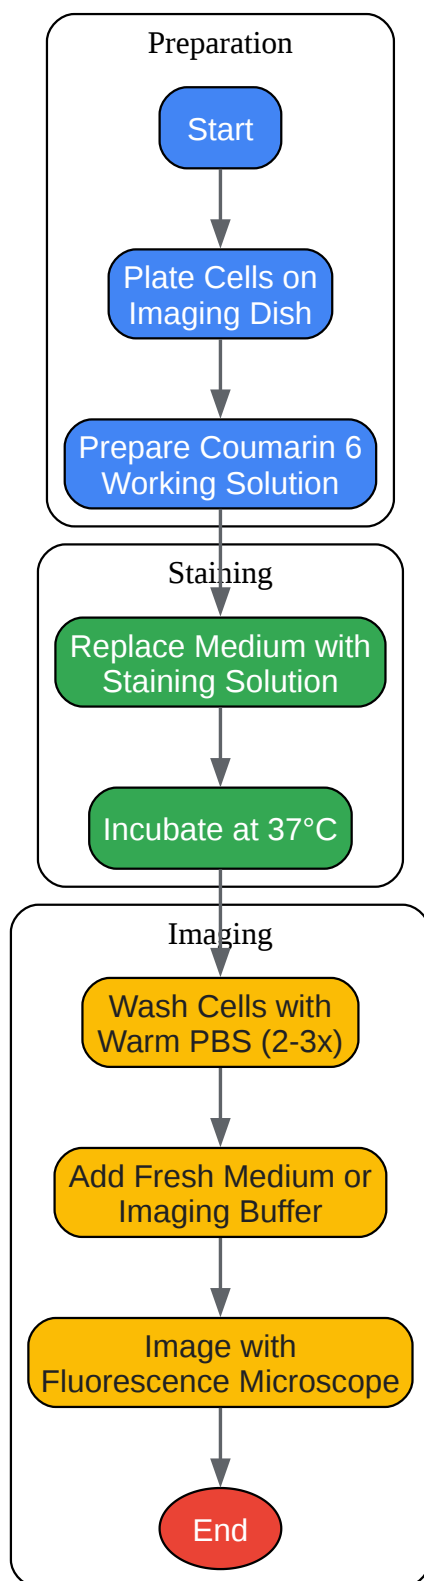 Preparation
Start
Plate Cells on
Imaging Dish
Prepare Coumarin 6
Working Solution
Staining
Replace Medium with
Staining Solution
Incubate at 37°C
Imaging
Wash Cells with
Warm PBS (2-3x)
Add Fresh Medium or
Imaging Buffer
Image with
Fluorescence Microscope
End